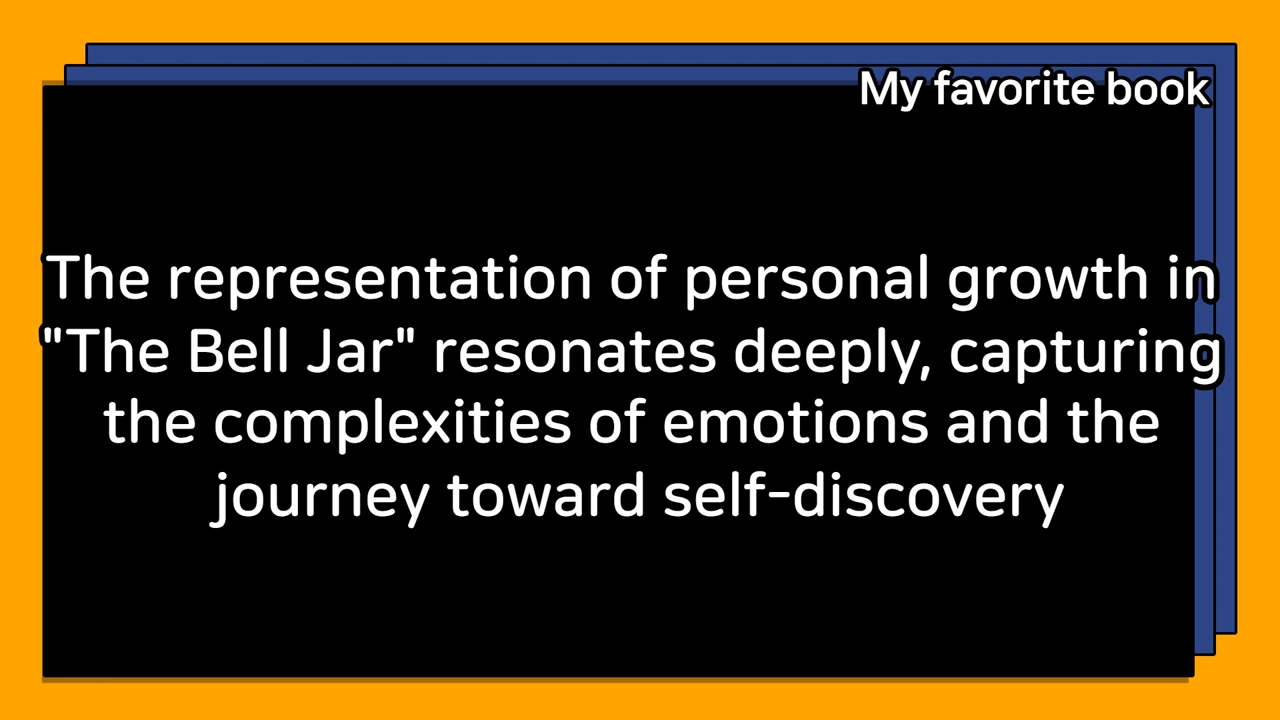 My favorite book
The representation of personal growth in
"The Bell Jar" resonates deeply, capturing
the complexities of emotions and the
journey toward self-discovery